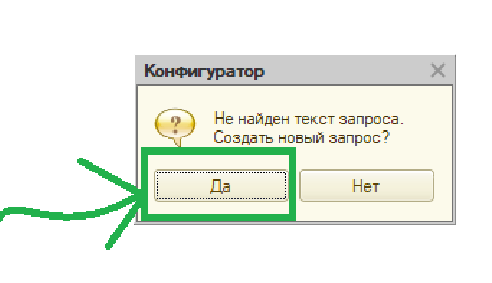 Конфигуратор
Не найден текст запроса.
Создать новый запрос?
Да
Нет